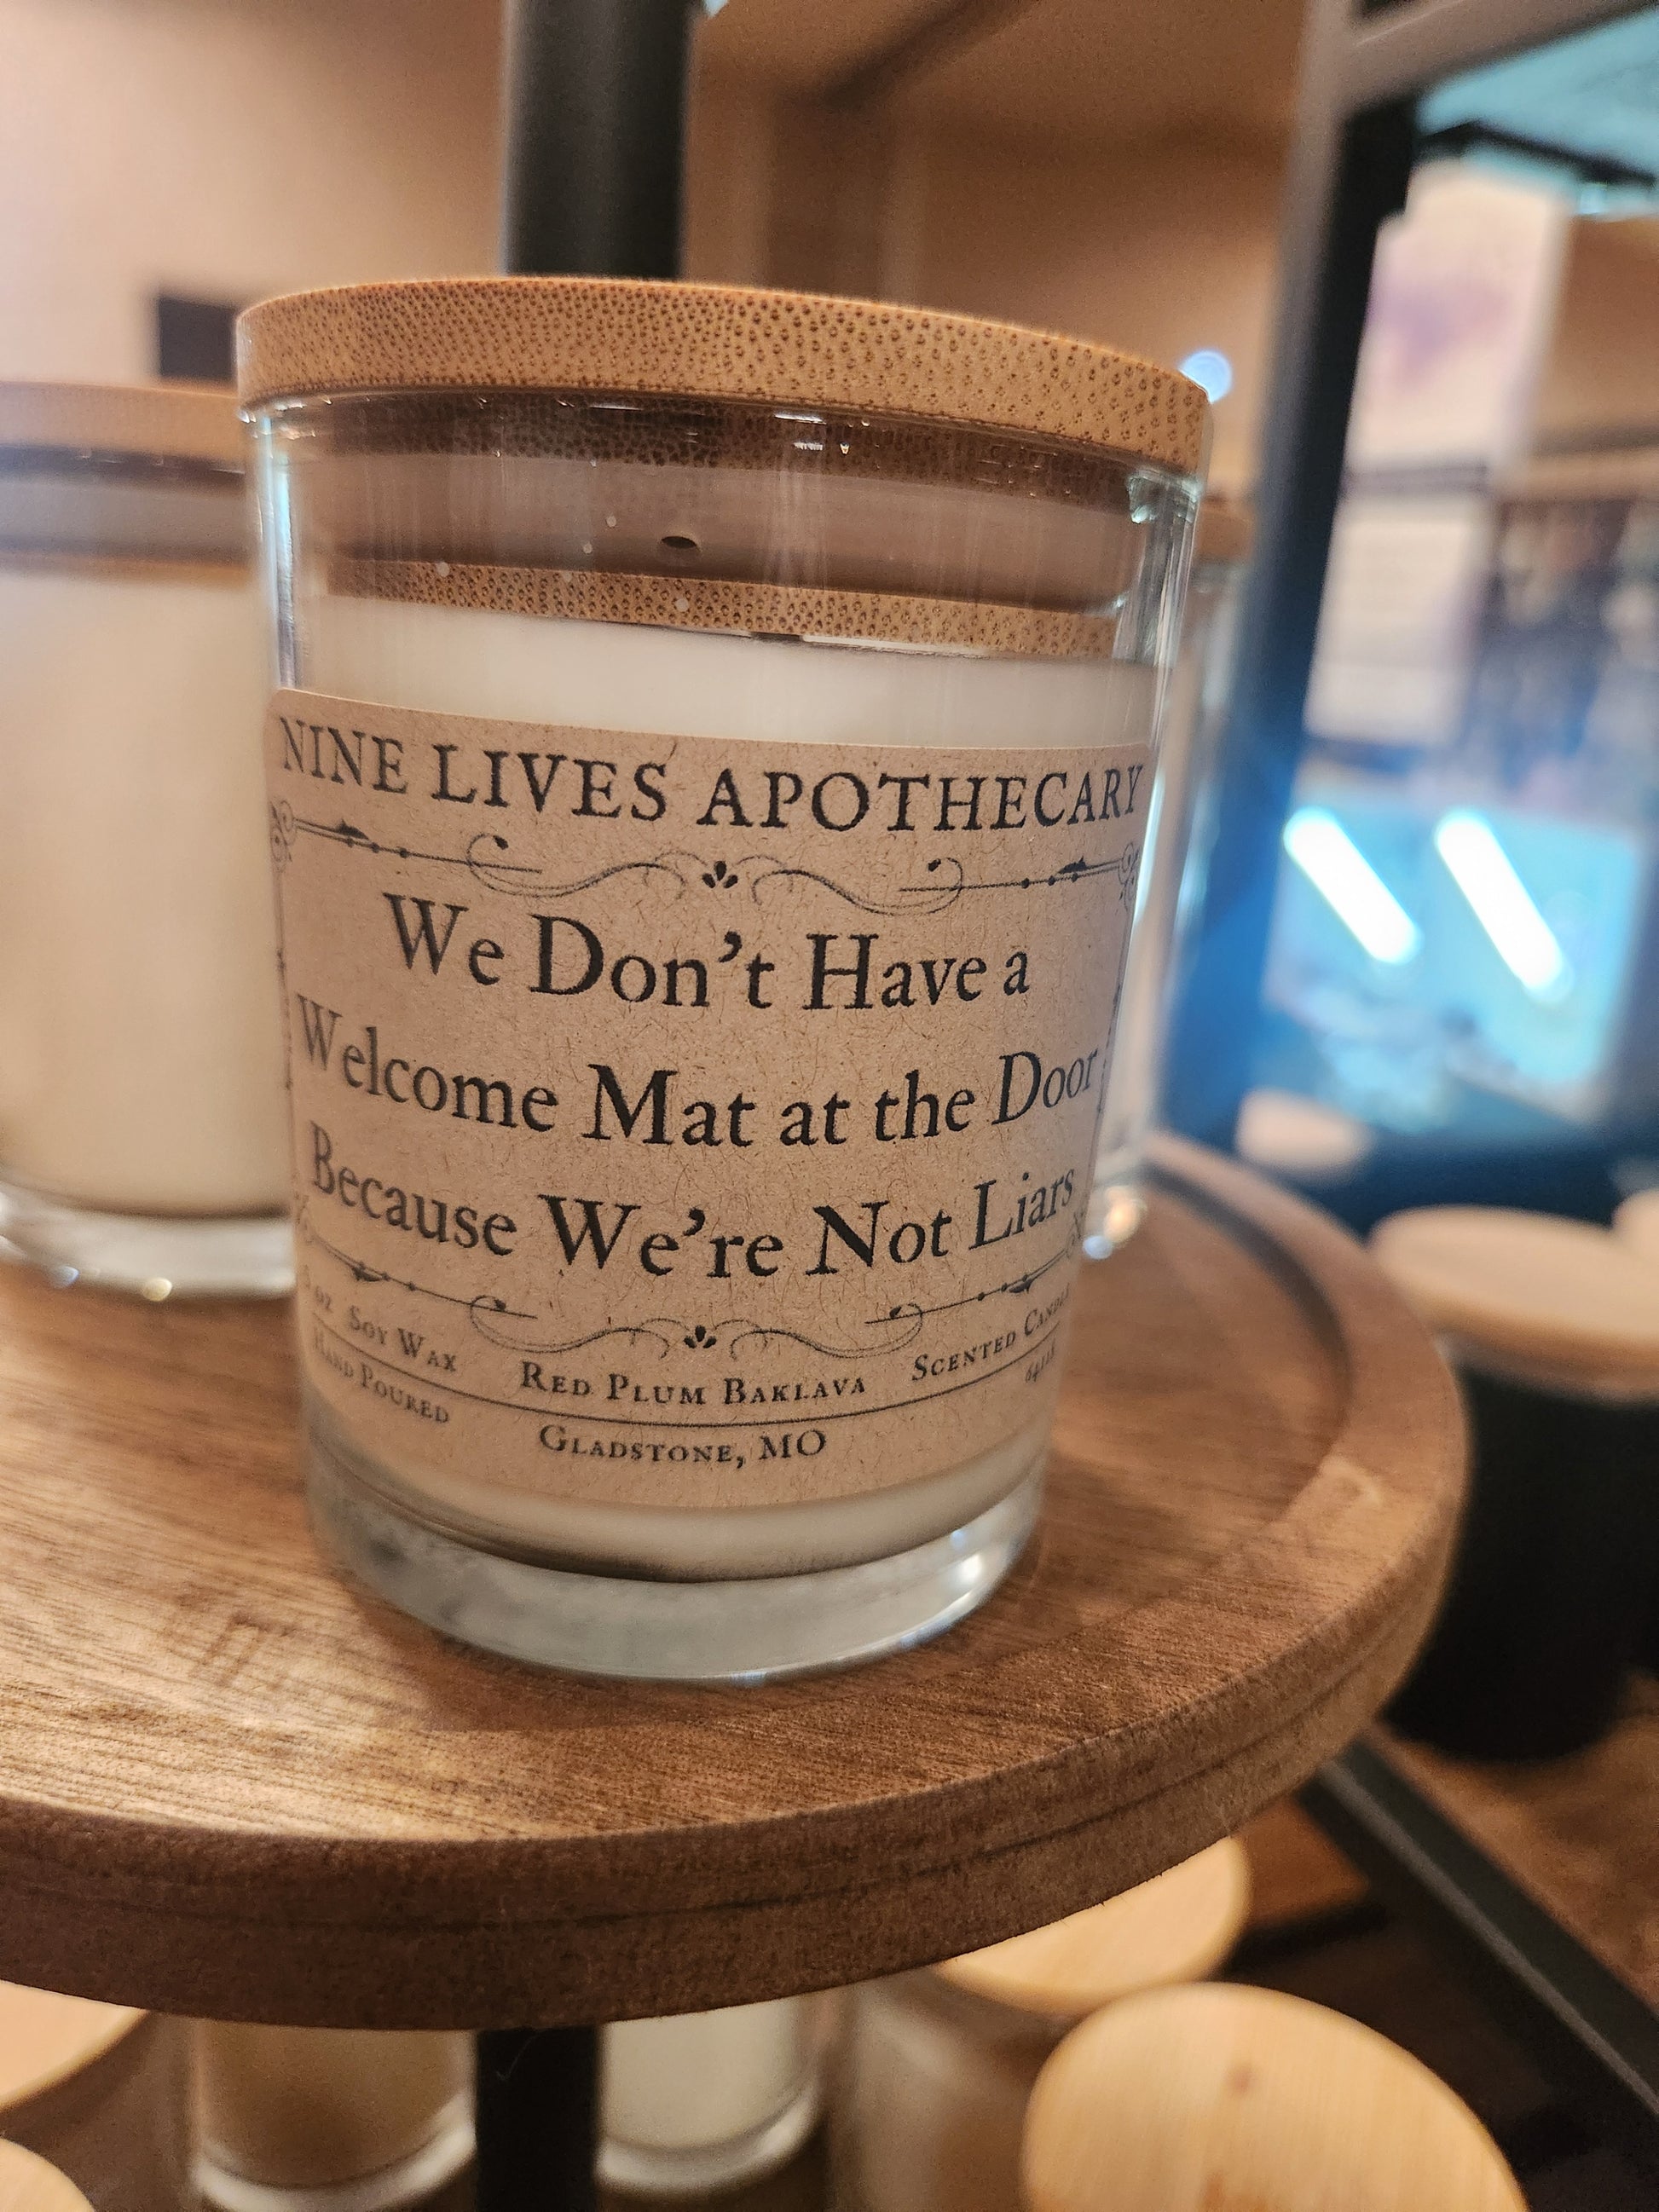 NINE LIVES APOTHECARY
We Don't Have a
Welcome Mat at the Door
Because We're Not Liars
oz Soy Wax Red Plum Baklava Scented Candle
Hand Poured Gladstone, MO